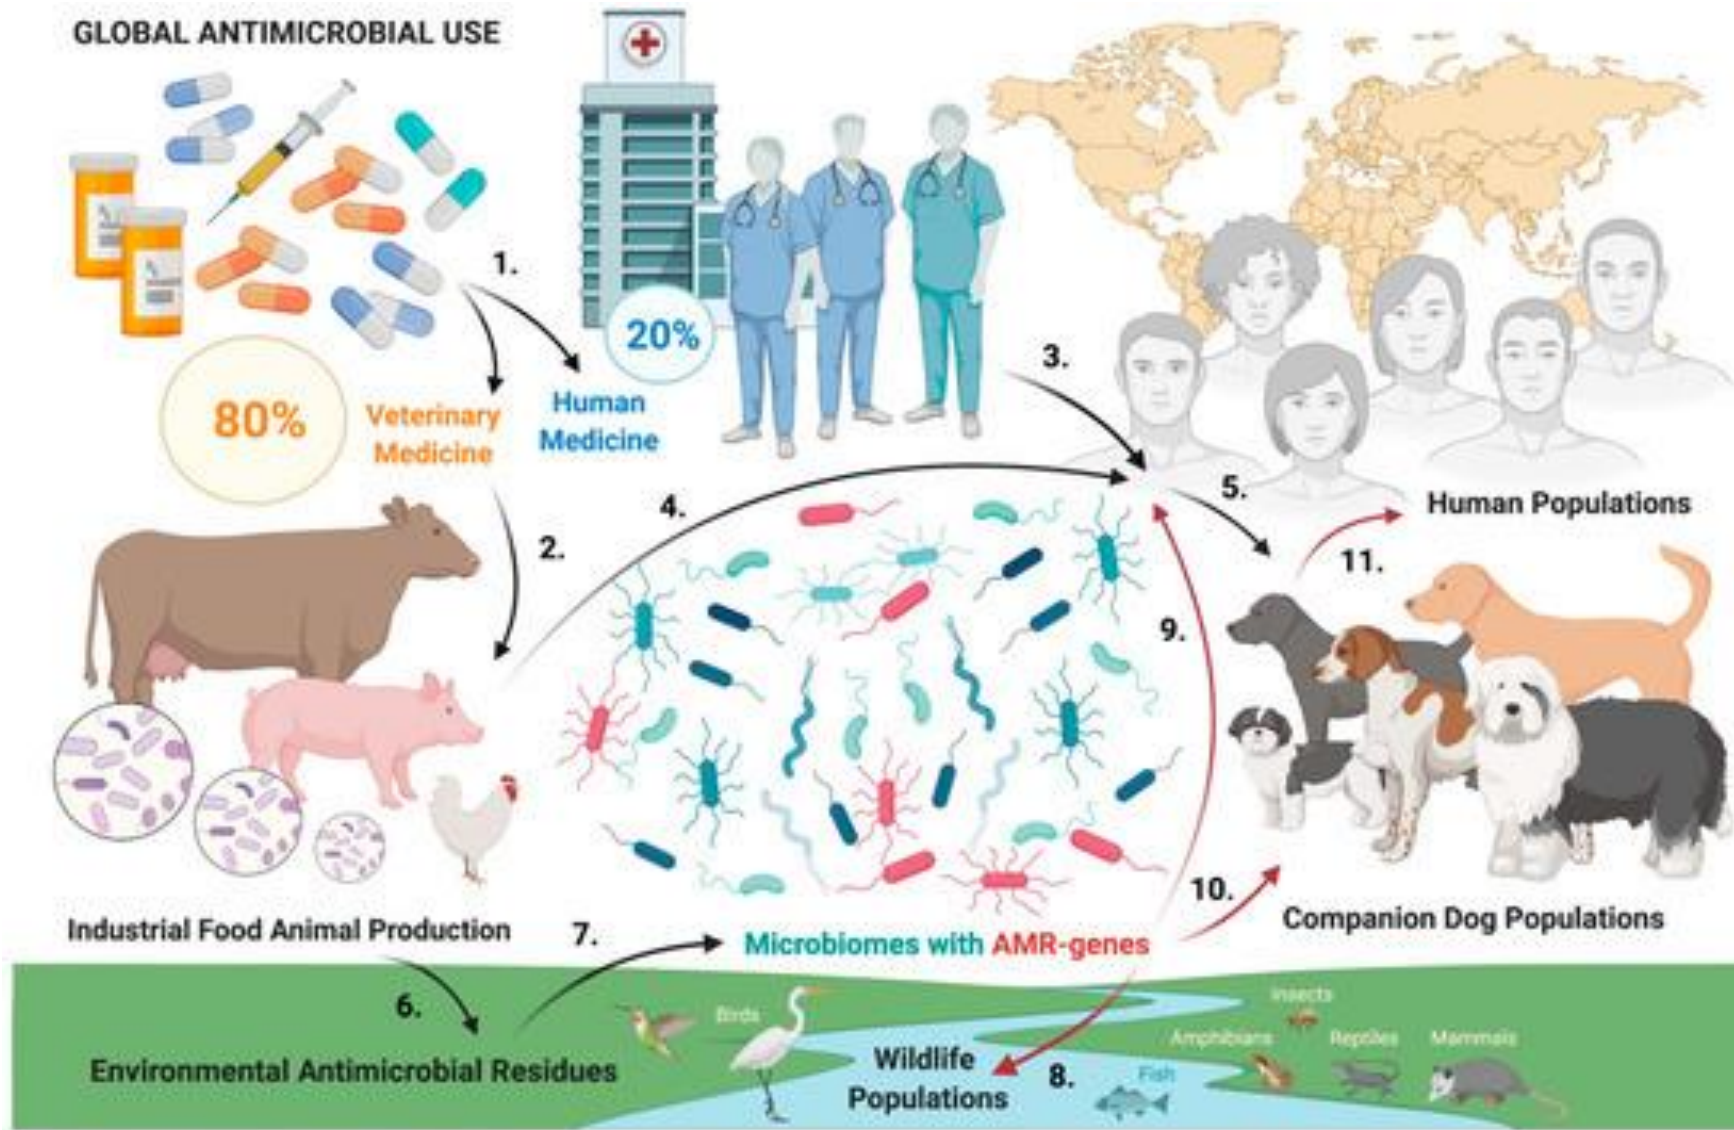 GLOBAL ANTIMICROBIAL USE
1.
20%
3.
80%
Veterinary
Medicine
Human
Medicine
4.
5.
Human Populations
2.
11.
9.
10.
Industrial Food Animal Production
7.
Microbiomes with AMR-genes
Companion Dog Populations
6.
Environmental Antimicrobial Residues
Birds
Wildlife
Populations
8.
Fish
Insects
Amphibians
Reptiles
Mammals